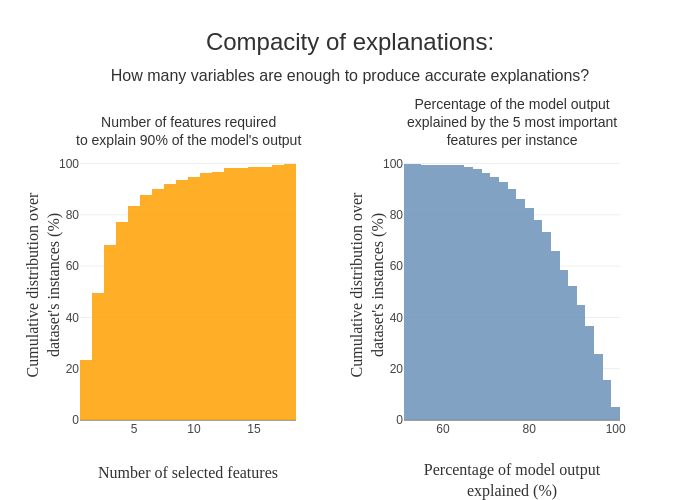 Compacity of explanations:
How many variables are enough to produce accurate explanations?
Number of features required
to explain 90% of the model's output
Cumulative distribution over
dataset's instances (%)
100
80
60
40
20
0
5
10
15
Number of selected features
Percentage of the model output
explained by the 5 most important
features per instance
Cumulative distribution over
dataset's instances (%)
100
80
60
40
20
0
60
80
100
Percentage of model output
explained (%)